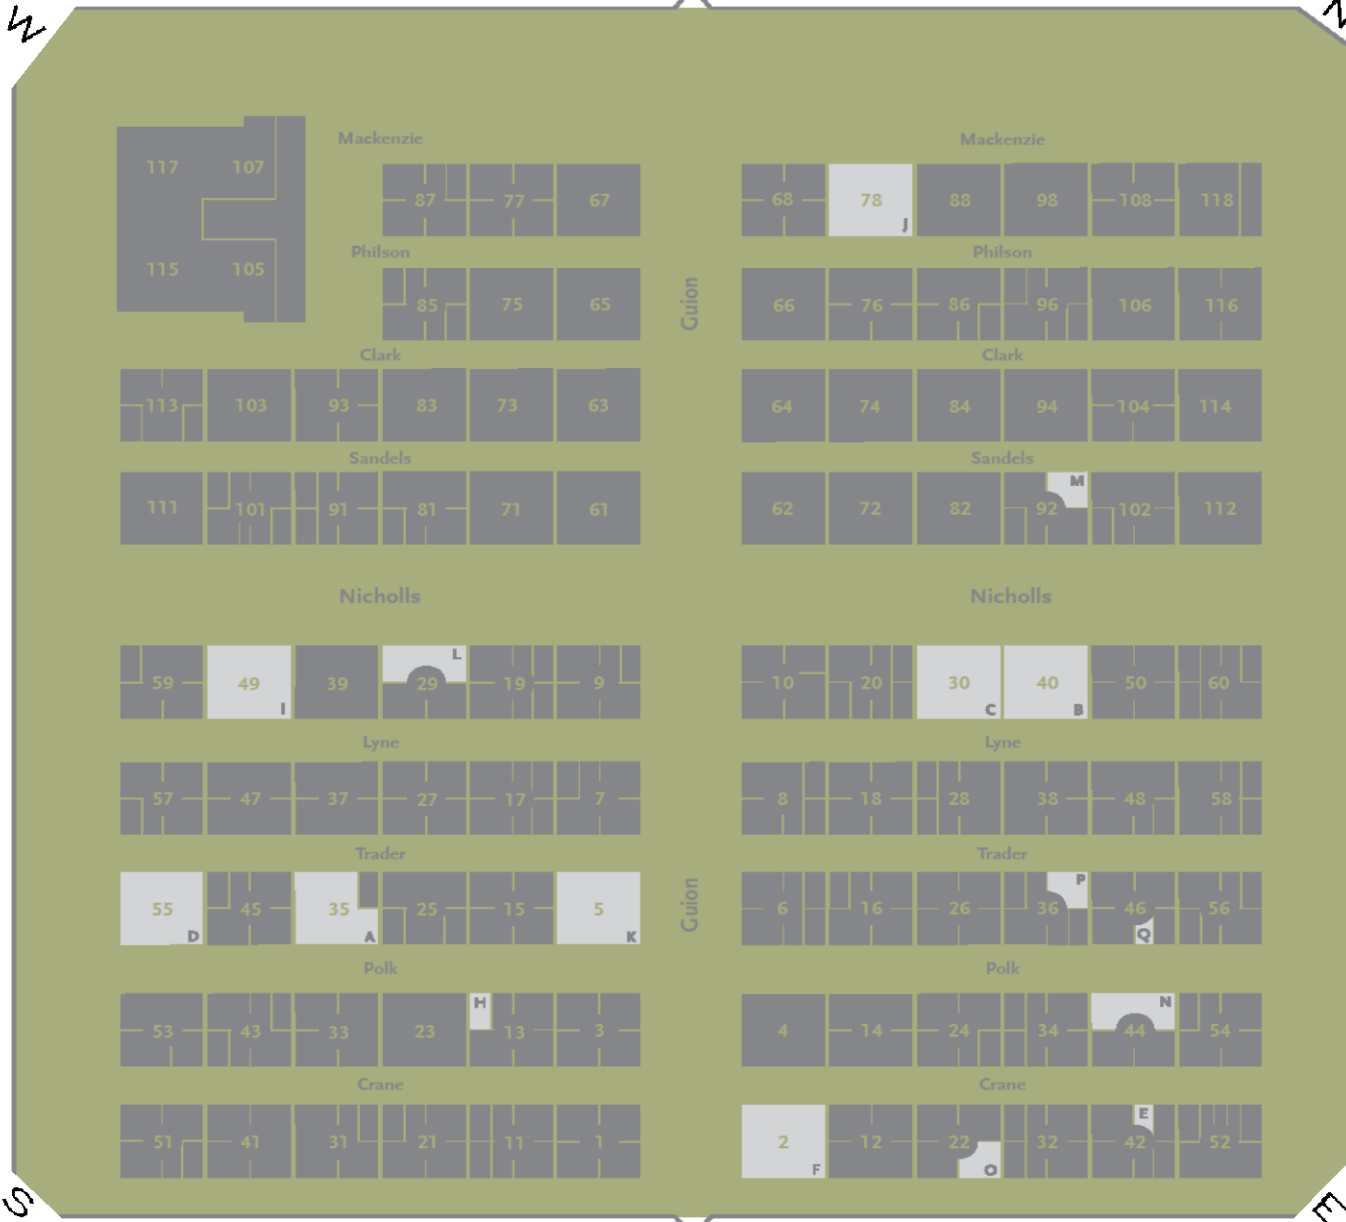 W N
Mackenzie Mackenzie
117 107
87 77 67 68 78 88 98 108 118
J
Philson Philson
115 105
85 75 65 Guion 66 76 86 96 106 116
Clark Clark
113 103 93 83 73 63 64 74 84 94 104 114
Sandels Sandels
M
111 101 91 81 71 61 62 72 82 92 102 112
Nicholls Nicholls
L
59 49 39 29 19 9 10 20 30 40 50 60
I C B
Lyne Lyne
57 47 37 27 17 7 8 18 28 38 48 58
Trader Trader
P
55 45 35 25 15 5 Guion 6 16 26 36 46 56
D A K Q
Polk Polk
H N
53 43 33 23 13 3 4 14 24 34 44 54
Crane Crane
E
51 41 31 21 11 1 2 12 22 32 42 52
F O
S E